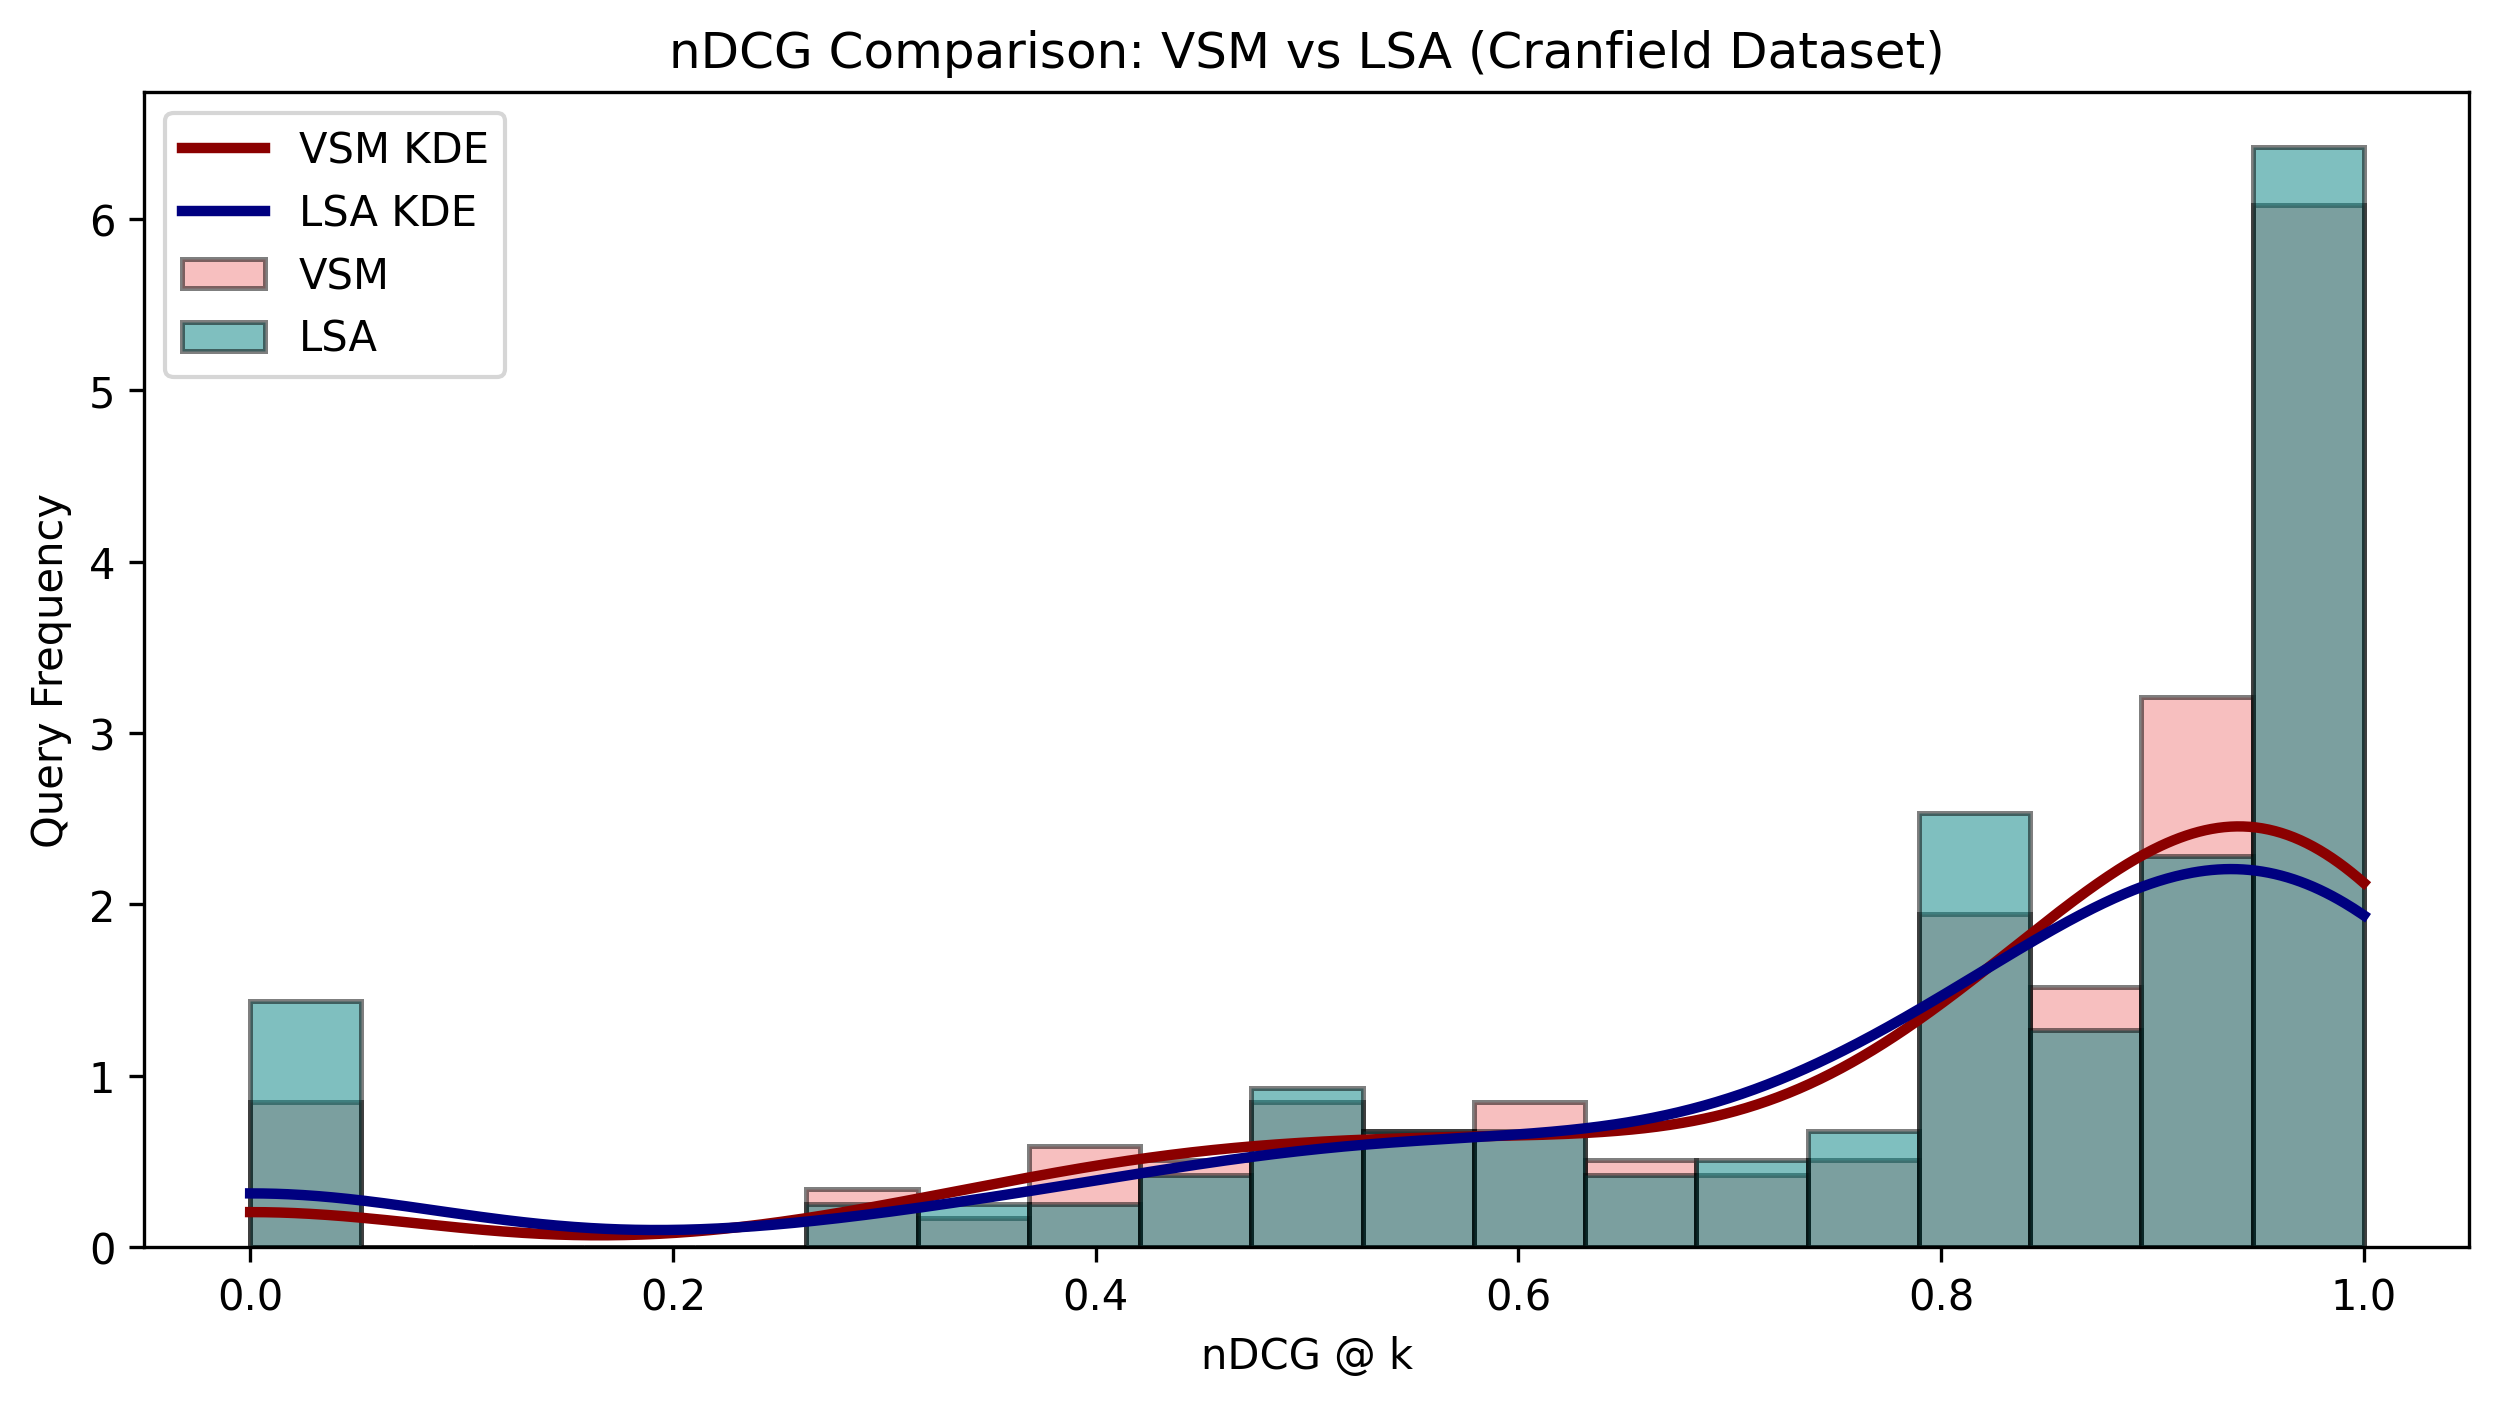 nDCG Comparison: VSM vs LSA (Cranfield Dataset)
VSM KDE
LSA KDE
VSM
LSA
Query Frequency
6
5
4
3
2
1
0
0.0 0.2 0.4 0.6 0.8 1.0
nDCG @ k